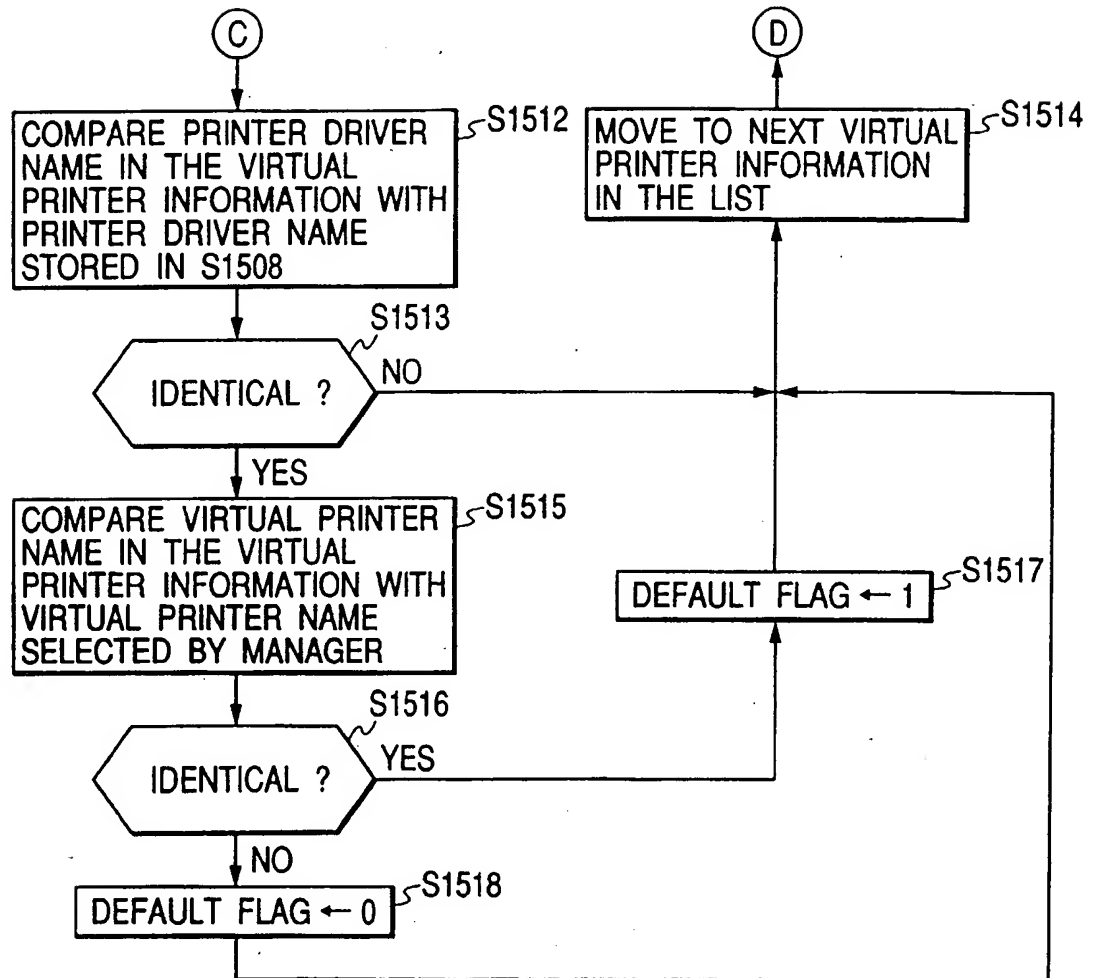 C
D
COMPARE PRINTER DRIVER
NAME IN THE VIRTUAL
PRINTER INFORMATION WITH
PRINTER DRIVER NAME
STORED IN S1508
S1512
MOVE TO NEXT VIRTUAL
PRINTER INFORMATION
IN THE LIST
S1514
S1513
IDENTICAL ?
NO
YES
COMPARE VIRTUAL PRINTER
NAME IN THE VIRTUAL
PRINTER INFORMATION WITH
VIRTUAL PRINTER NAME
SELECTED BY MANAGER
S1515
DEFAULT FLAG ← 1
S1517
S1516
IDENTICAL ?
YES
NO
DEFAULT FLAG ← 0
S1518